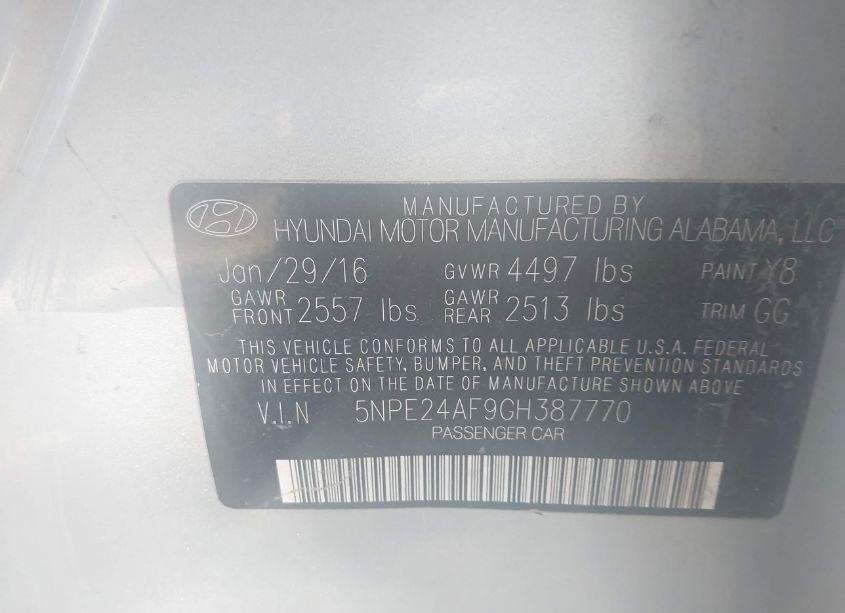 MANUFACTURED BY
HYUNDAI MOTOR MANUFACTURING ALABAMA, LLC
Jan/29/16 GVWR 4497 lbs PAINT Y8
GAWR FRONT 2557 lbs GAWR REAR 2513 lbs TRIM GG
THIS VEHICLE CONFORMS TO ALL APPLICABLE U.S.A. FEDERAL
MOTOR VEHICLE SAFETY, BUMPER, AND THEFT PREVENTION STANDARDS
IN EFFECT ON THE DATE OF MANUFACTURE SHOWN ABOVE
V.I.N 5NPE24AF9GH387770
PASSENGER CAR